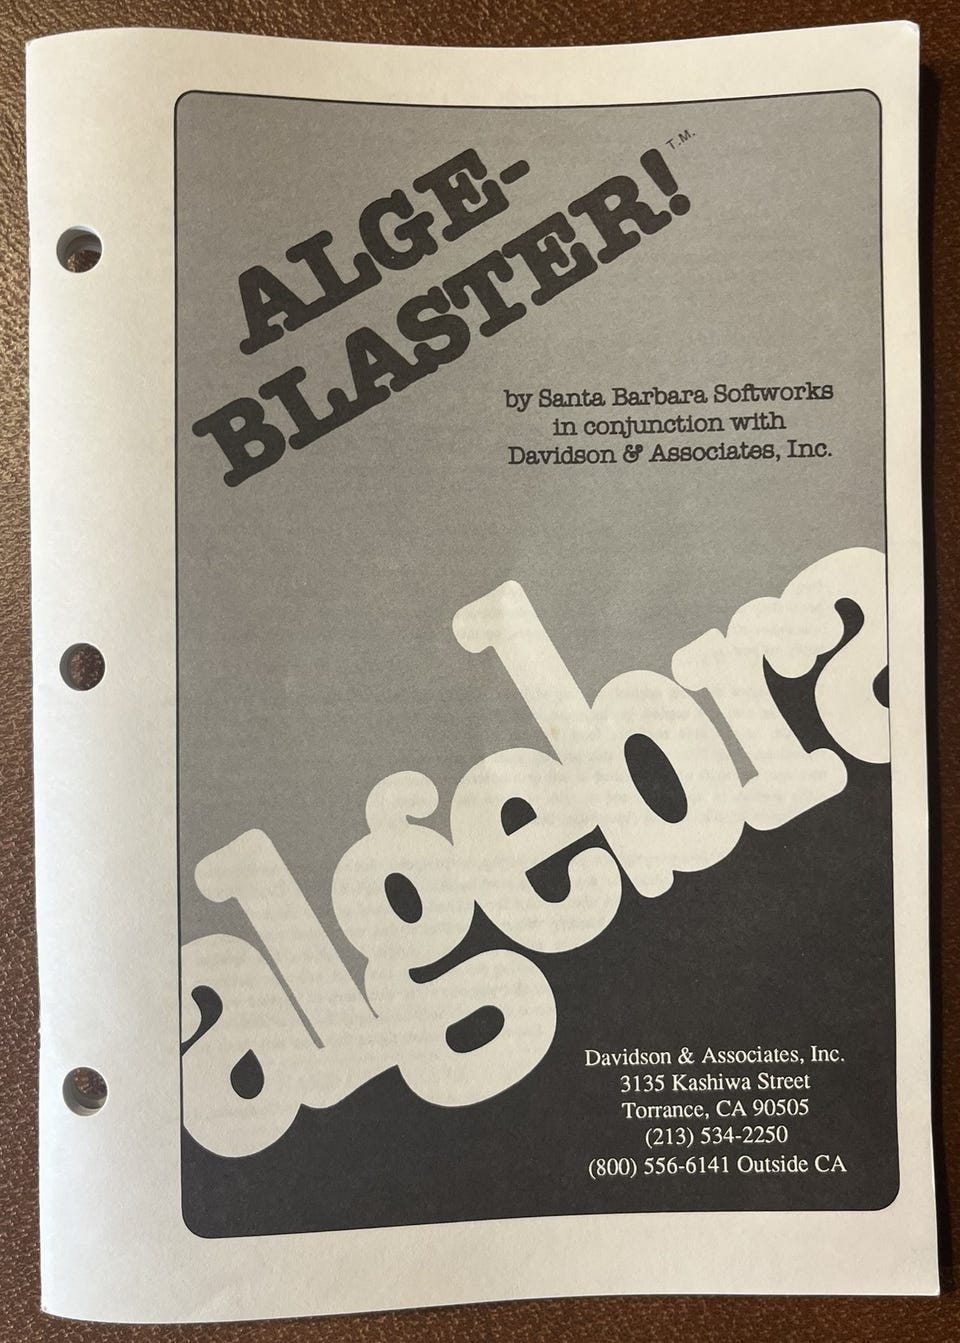 ALGE-
BLASTER!™
by Santa Barbara Softworks
in conjunction with
Davidson & Associates, Inc.
algebra
Davidson & Associates, Inc.
3135 Kashiwa Street
Torrance, CA 90505
(213) 534-2250
(800) 556-6141 Outside CA